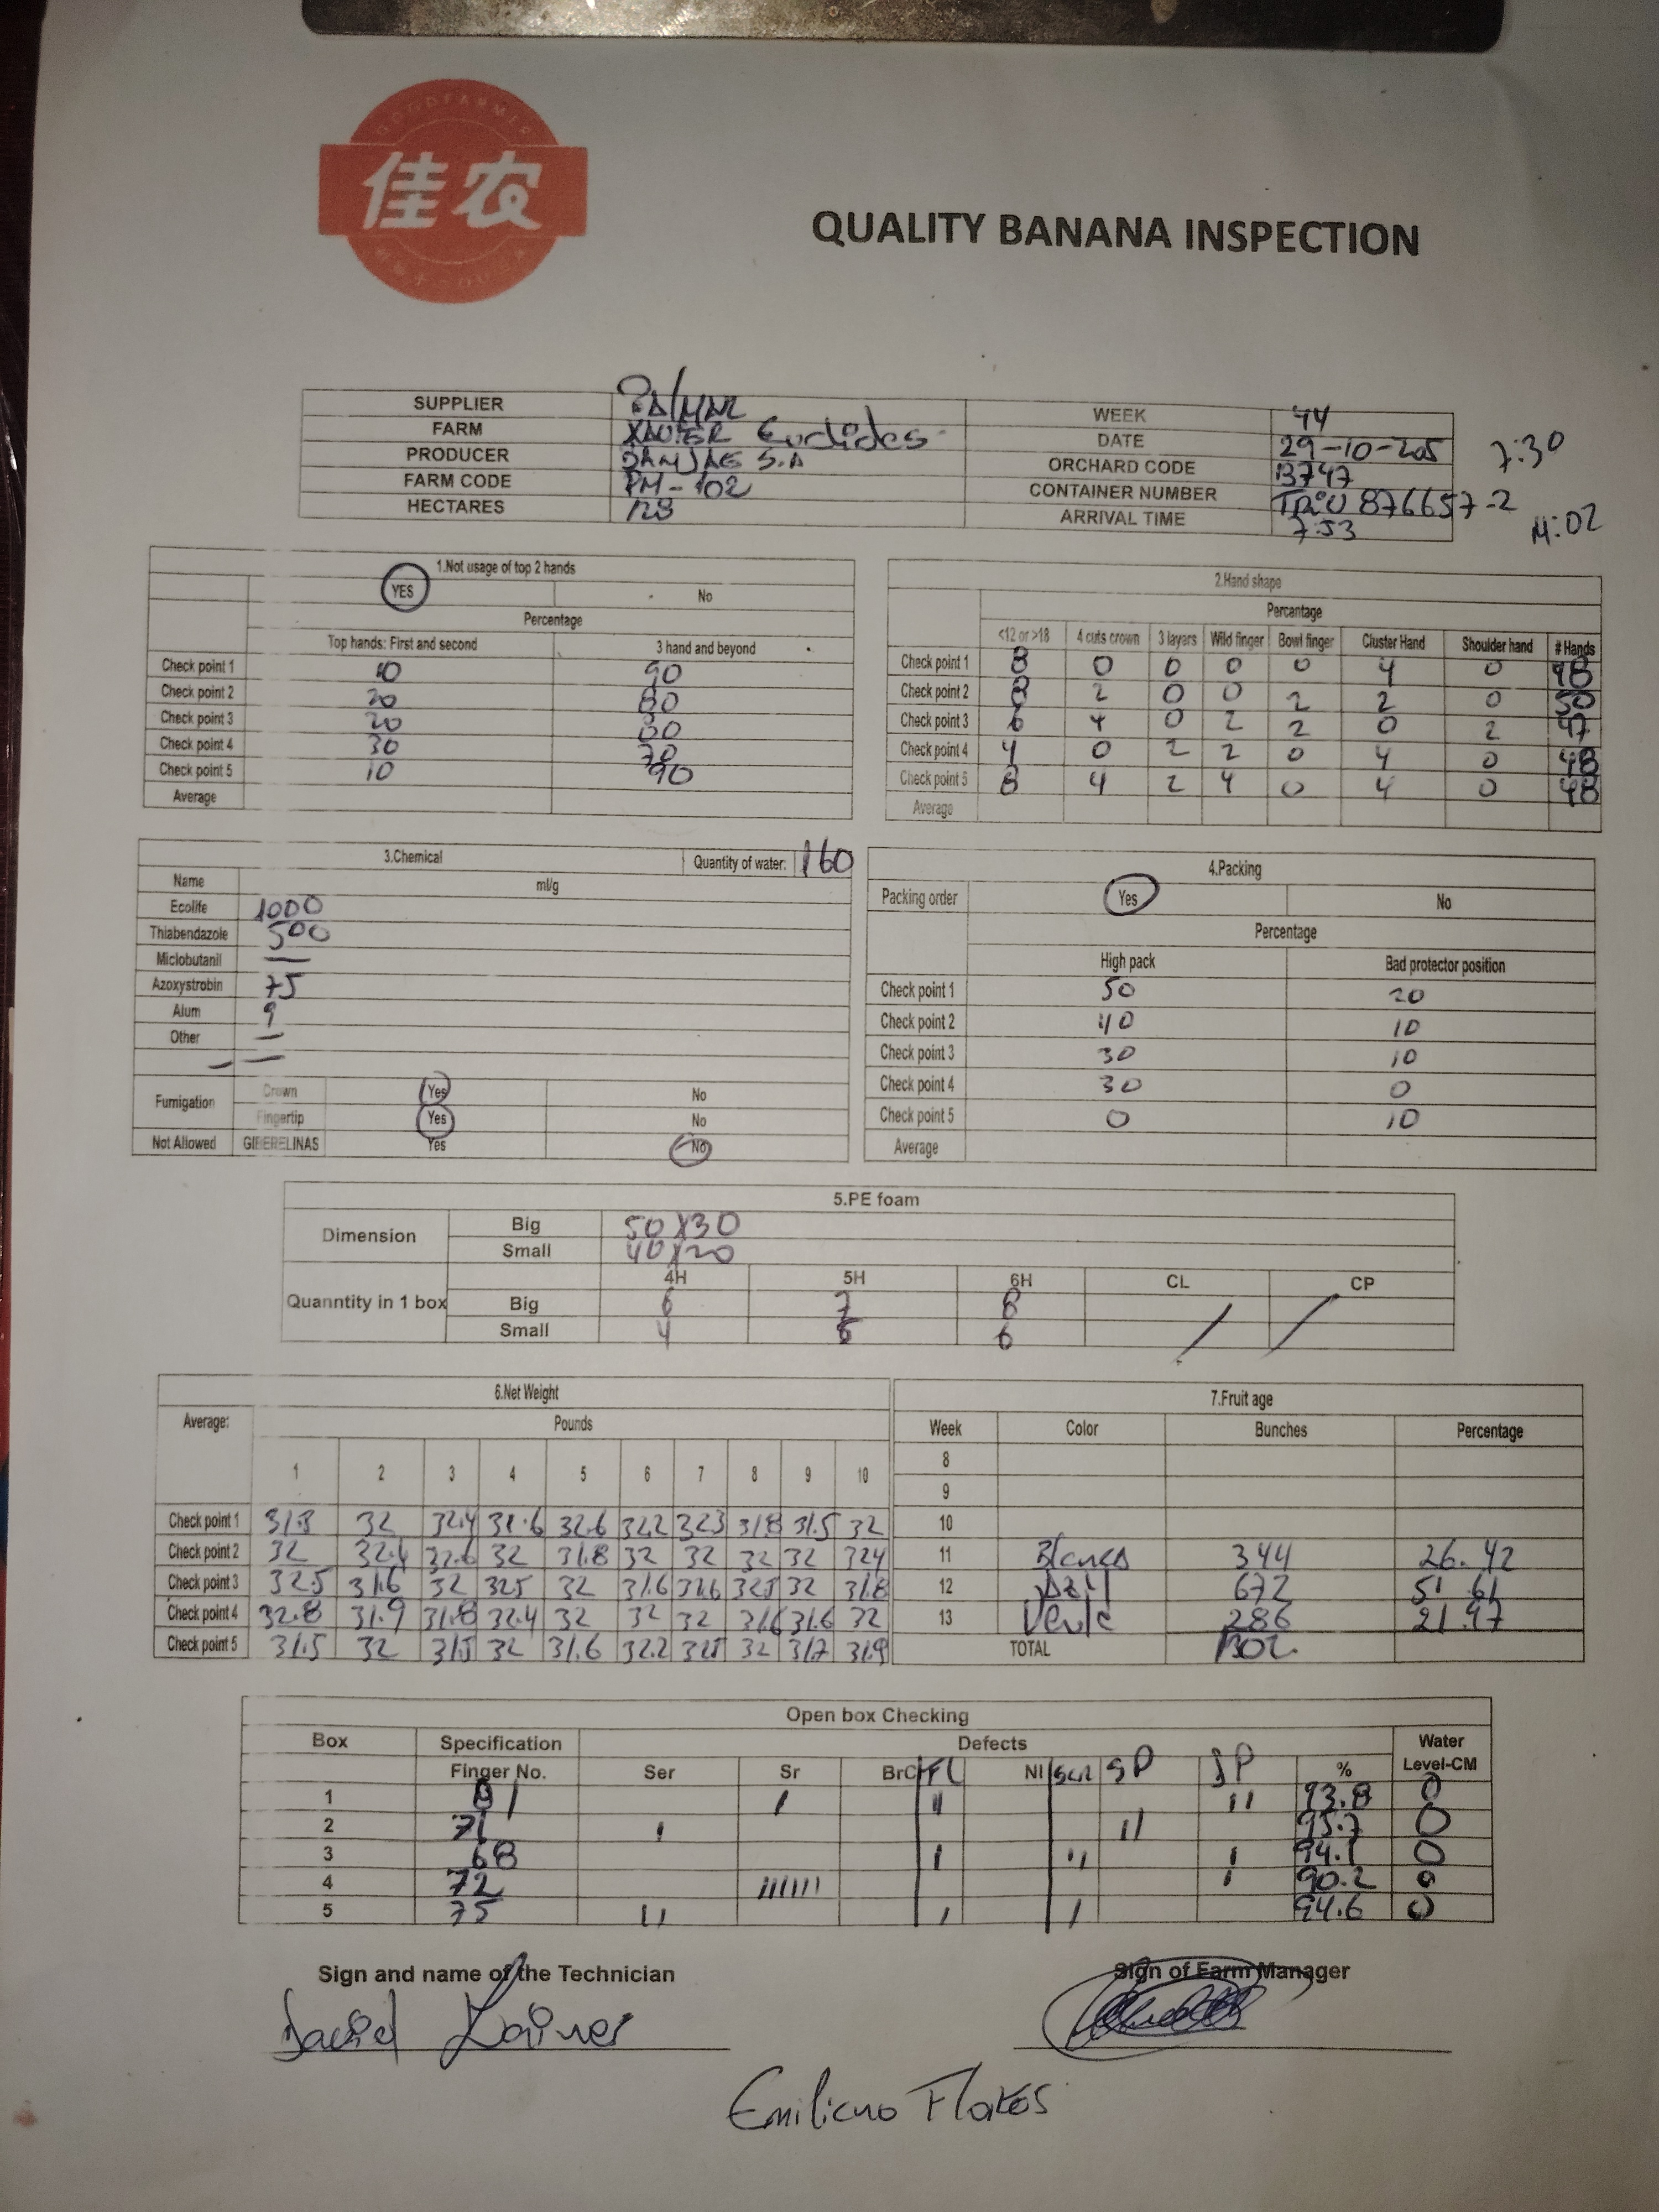 GOODFARMER
佳农
QUALITY BANANA INSPECTION
SUPPLIER PALMAR WEEK 44
FARM XAVIER Euclides DATE 29-10-205 7:30
PRODUCER BANJAE S.A ORCHARD CODE B747
FARM CODE PM-102 CONTAINER NUMBER 876657-2
HECTARES 128 ARRIVAL TIME 7:53 :02
1.Not usage of top 2 hands
YES No
Percentage
Top hands: First and second 3 hand and beyond
Check point 1 10 90
Check point 2 20 80
Check point 3 20 80
Check point 4 30 70
Check point 5 10 90
Average
2.Hand shape
Percentage
<12 or >18 4 cuts crown 3 layers Wild finger Bowl finger Cluster Hand Shoulder hand # Hands
Check point 1 8 0 0 0 0 4 0 48
Check point 2 8 2 0 0 2 2 0 50
Check point 3 6 4 0 2 2 0 2 47
Check point 4 4 0 2 2 0 4 0 48
Check point 5 8 4 2 4 0 4 0 48
Average
3.Chemical Quantity of water: 160
Name ml/g
Ecolife 1000
Thiabendazole 500
Miclobutanil —
Azoxystrobin 75
Alum 9
Other —
— —
Fumigation Crown Yes No
Fingertip Yes No
Not Allowed GIBERELINAS Yes No
4.Packing
Packing order Yes No
Percentage
High pack Bad protector position
Check point 1 50 20
Check point 2 40 10
Check point 3 30 10
Check point 4 30 0
Check point 5 0 10
Average
5.PE foam
Dimension Big 50X30
Small 40X20
4H 5H 6H CL CP
Quanntity in 1 box Big 6 7 8
Small 4 6
6.Net Weight
Average: Pounds
1 2 3 4 5 6 7 8 9 10
Check point 1 31.3 32 32.4 31.6 32.6 32.2 32.3 31.8 31.5 32
Check point 2 32 32.4 32.6 32 31.8 32 32 32 32 32.4
Check point 3 32.5 31.6 32 32.5 32 31.6 32.6 32.5 32 31.8
Check point 4 32.8 31.9 31.8 32.4 32 32 32 31.6 31.6 32
Check point 5 31.5 32 31.5 32 31.6 32.2 32 31.7 31.9
7.Fruit age
Week Color Bunches Percentage
8
9
10
11 Blanca 344 26.42
12 Azul 672 51.61
13 Verde 286 21.97
TOTAL 1302
Open box Checking
Box Specification Defects Water
Finger No. Ser Sr BrC FL NI SCR SP JP % Level-CM
1 81 / // // 93.8 0
2 71 / // 95.7 0
3 68 / // / 94.1 0
4 72 ////// / 90.2 0
5 75 // / / 94.6 0
Sign and name of the Technician Sign of Farm Manager
David
Emiliano Flores